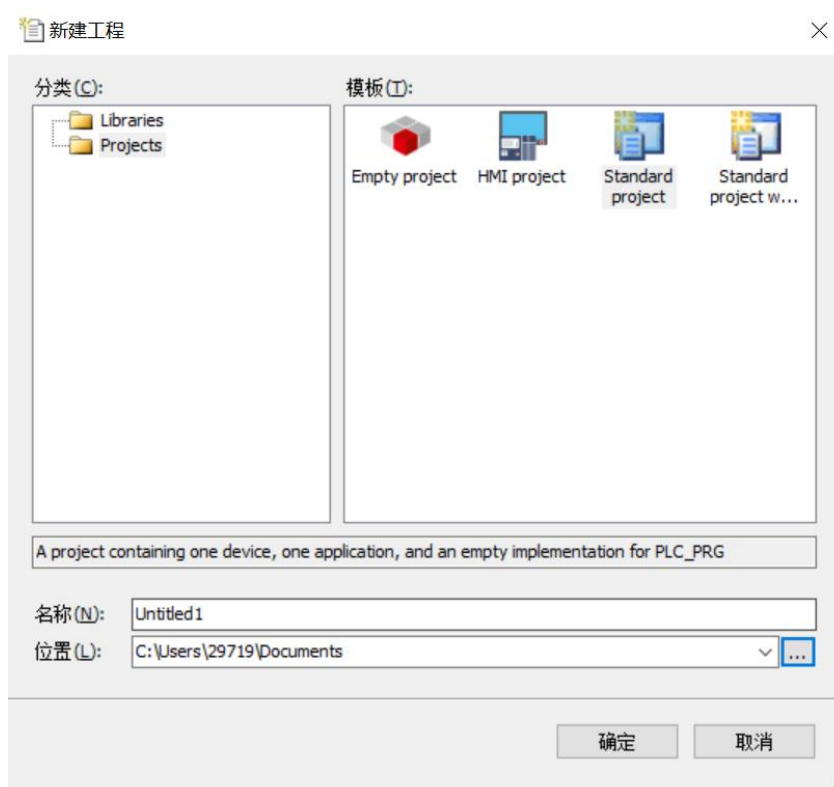 新建工程
分类(C):
模板(T):
Libraries
Projects
Empty project
HMI project
Standard
project
Standard
project w...
A project containing one device, one application, and an empty implementation for PLC_PRG
名称(N):
Untitled1
位置(L):
C:\Users\29719\Documents
...
确定
取消